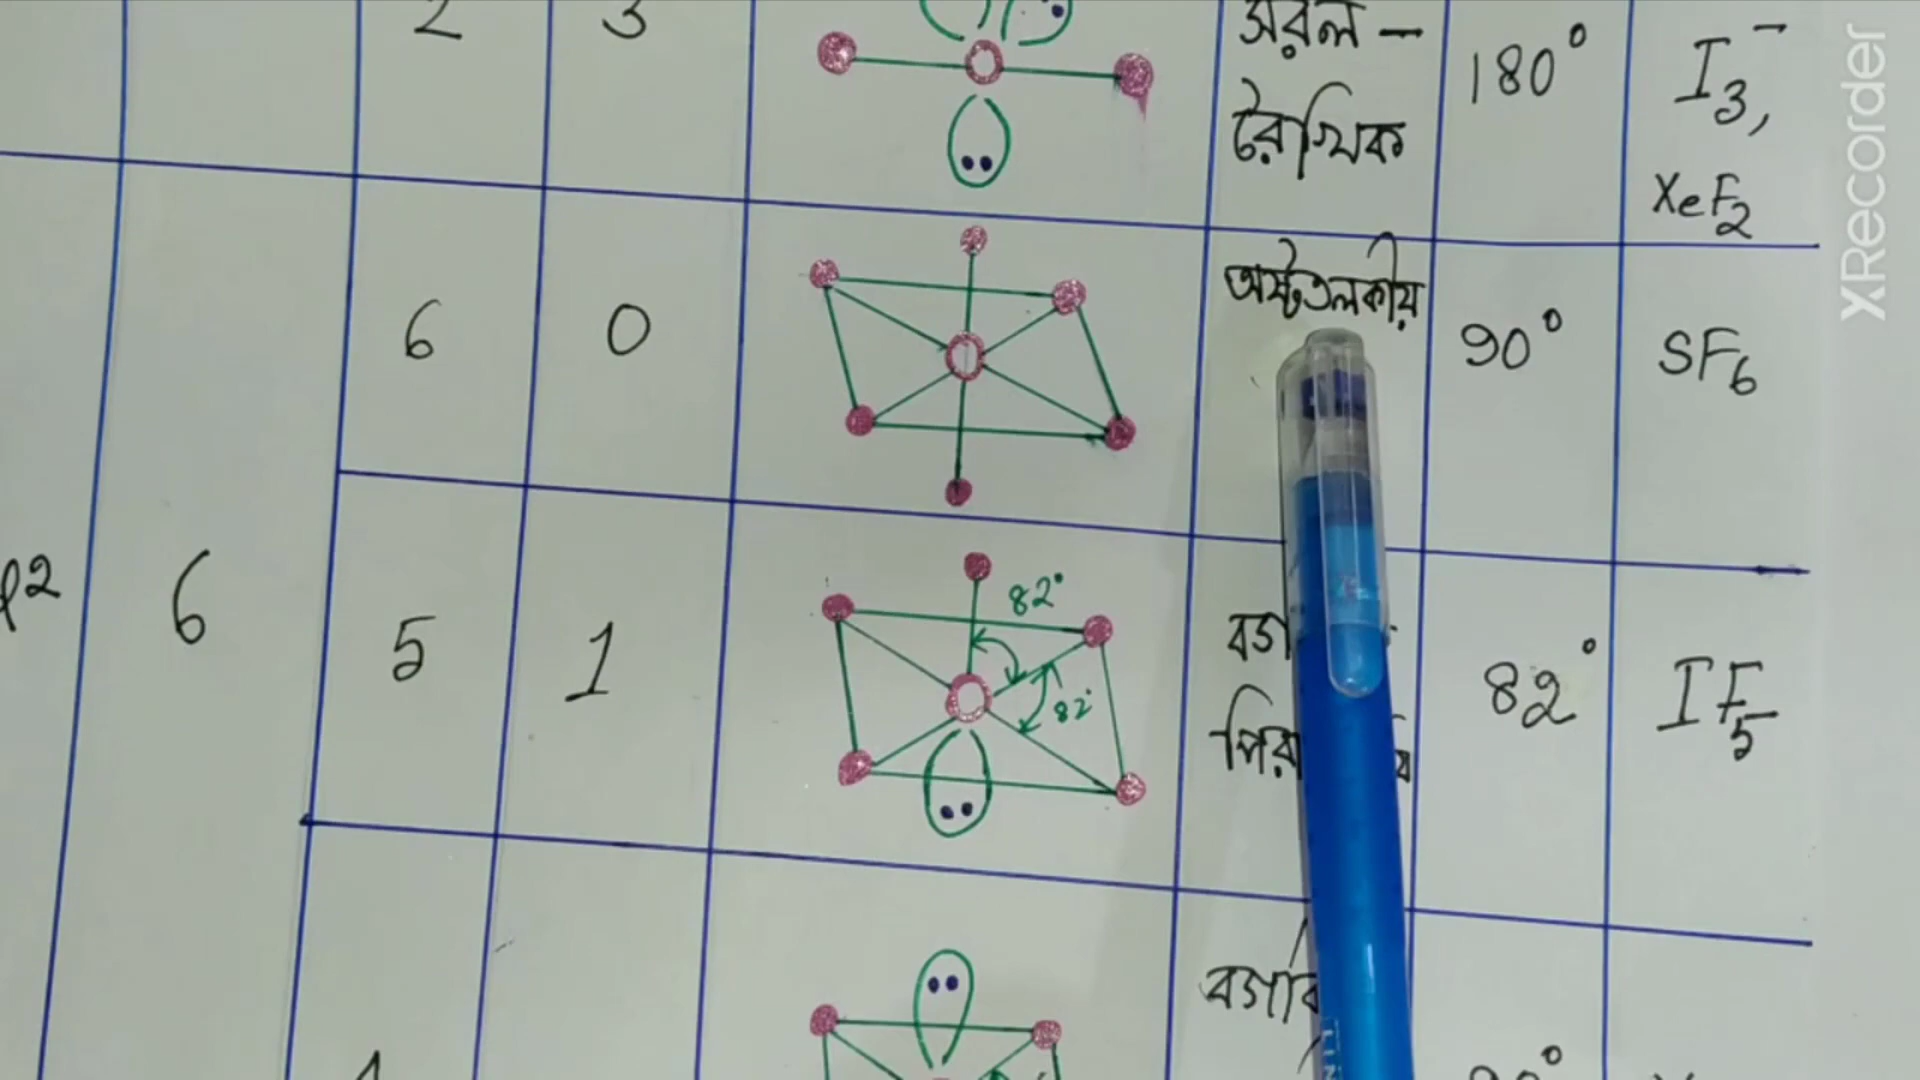 2 3 সরল – 180° I3⁻,
রৈখিক
XeF2
6 0 অষ্টতলকীয় 90° SF6
82°
5 1 82° IF5
82°
p2 6
XRecorder